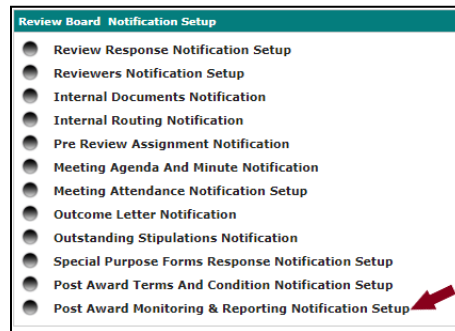 Review Board Notification Setup
Review Response Notification Setup
Reviewers Notification Setup
Internal Documents Notification
Internal Routing Notification
Pre Review Assignment Notification
Meeting Agenda And Minute Notification
Meeting Attendance Notification Setup
Outcome Letter Notification
Outstanding Stipulations Notification
Special Purpose Forms Response Notification Setup
Post Award Terms And Condition Notification Setup
Post Award Monitoring & Reporting Notification Setup